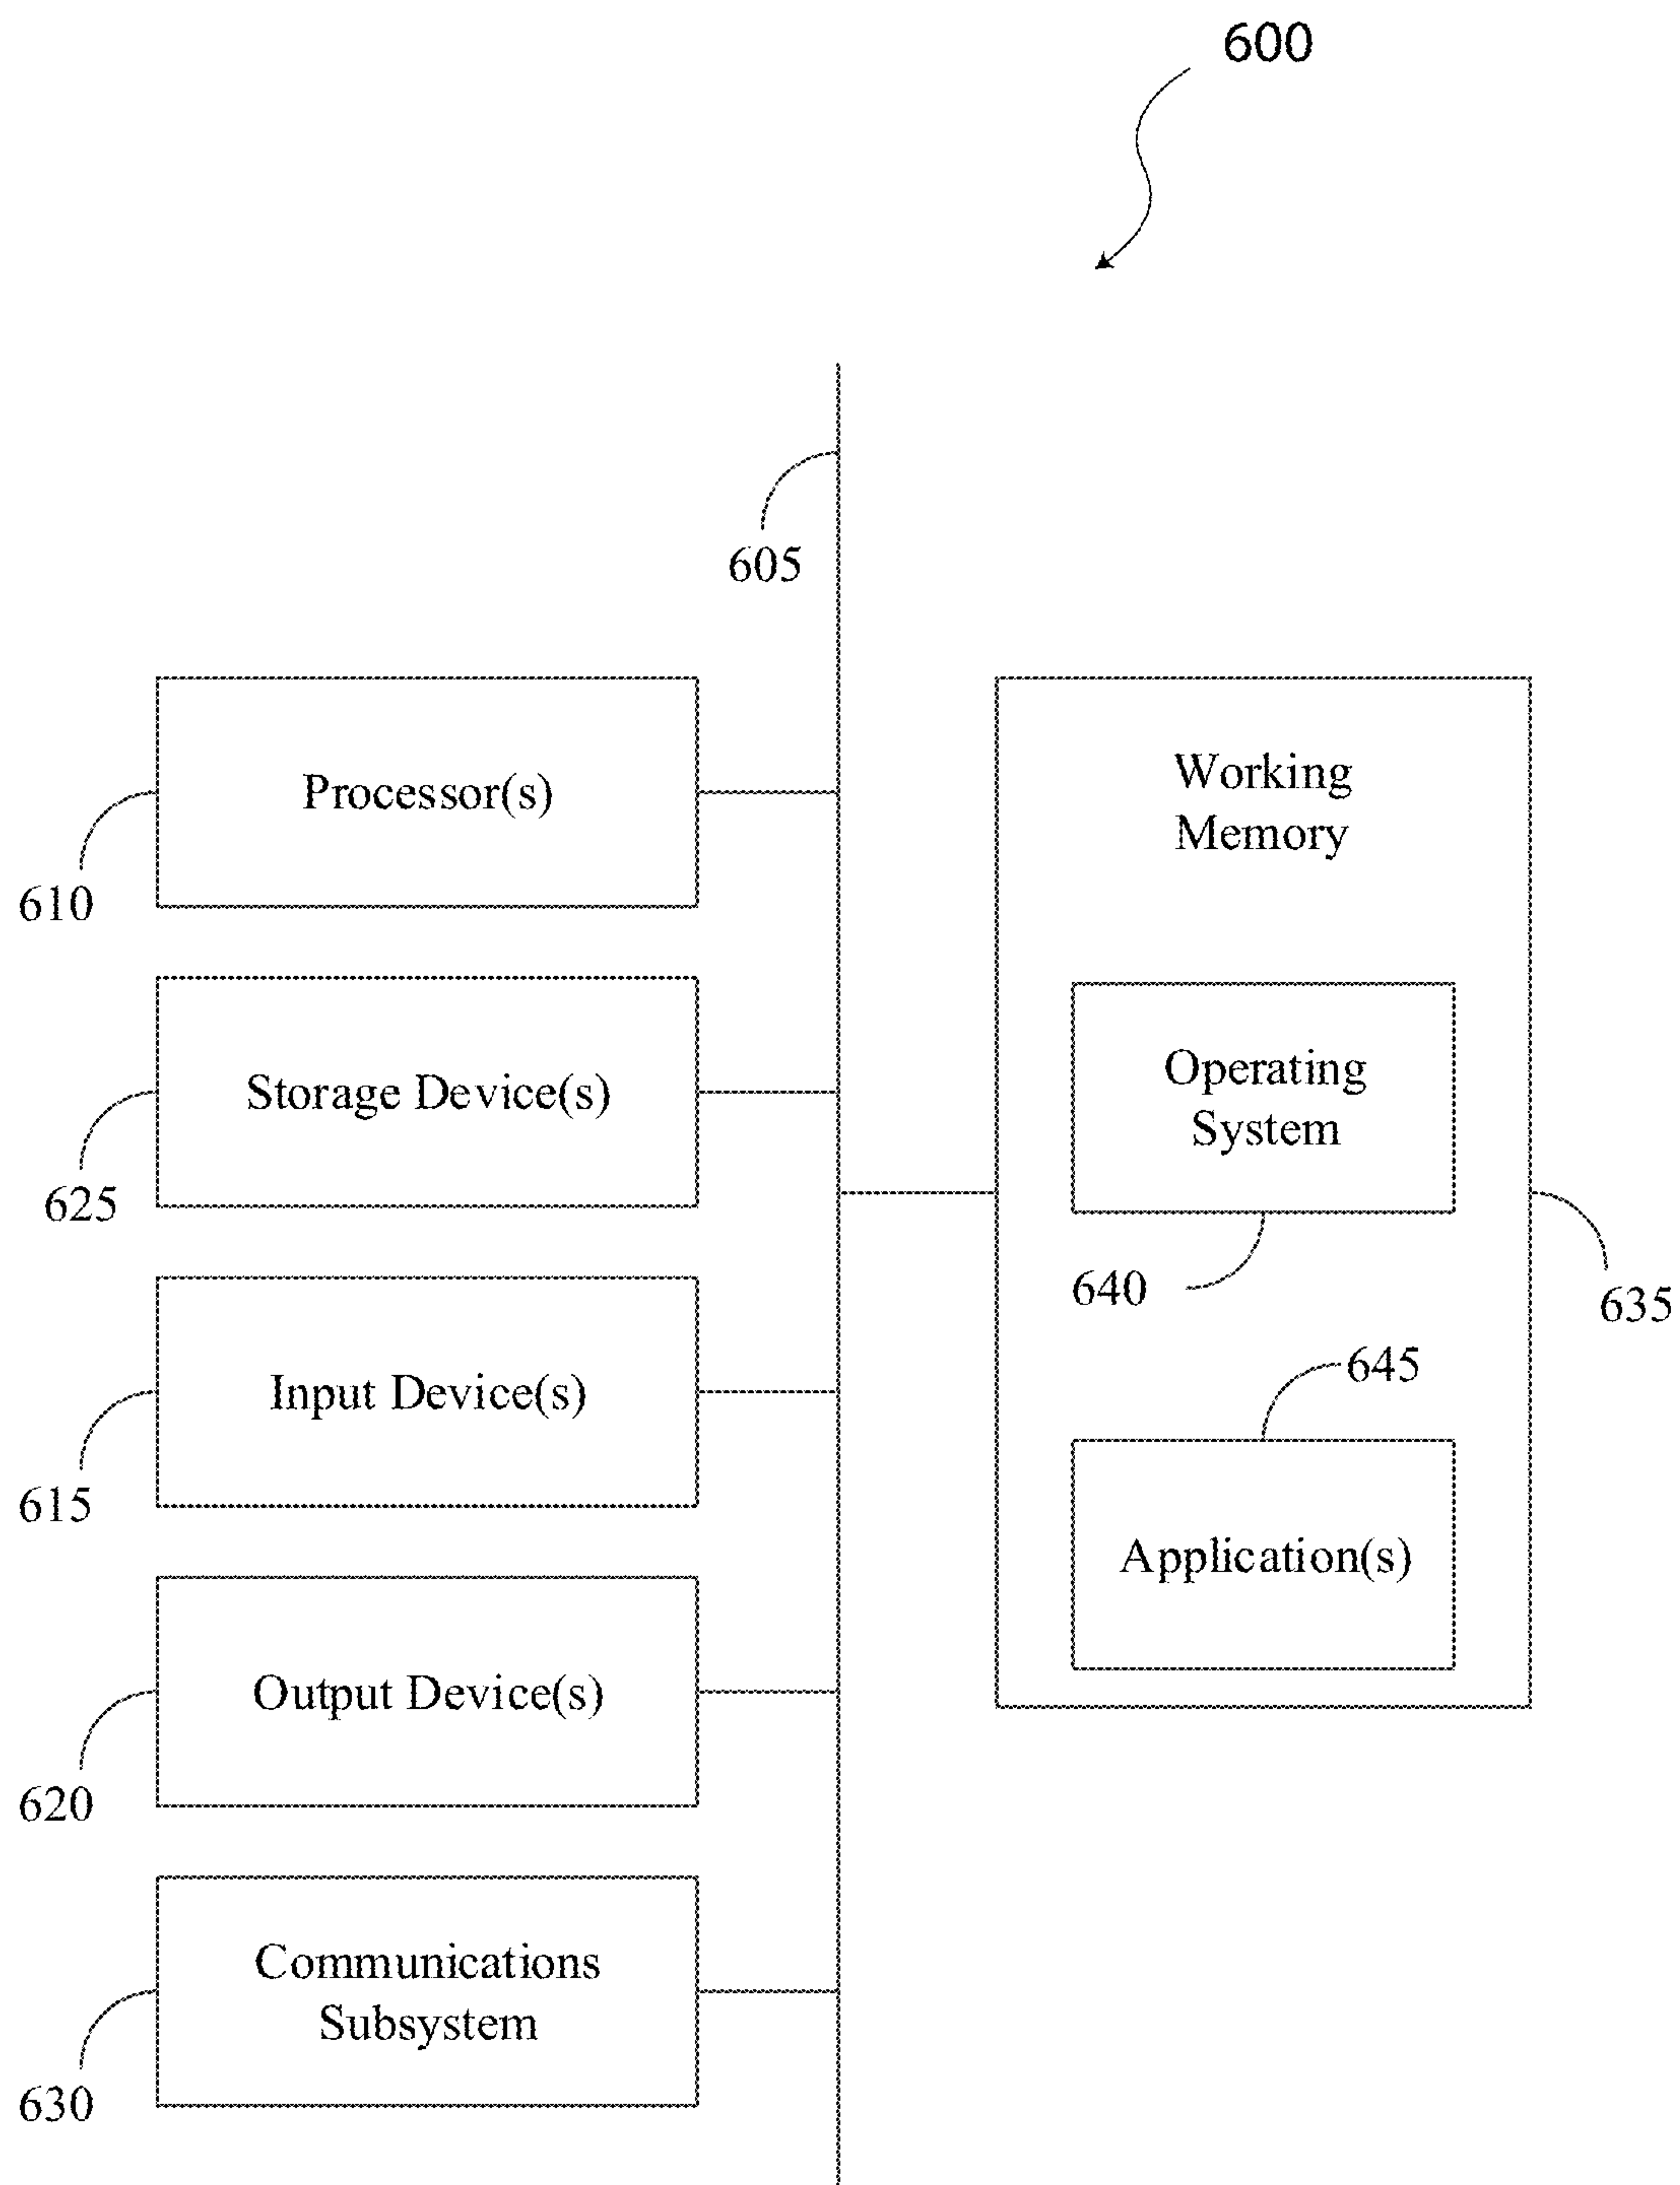 600
605
Processor(s)
610
Storage Device(s)
625
Input Device(s)
615
Output Device(s)
620
Communications
Subsystem
630
Working
Memory
Operating
System
640
635
645
Application(s)